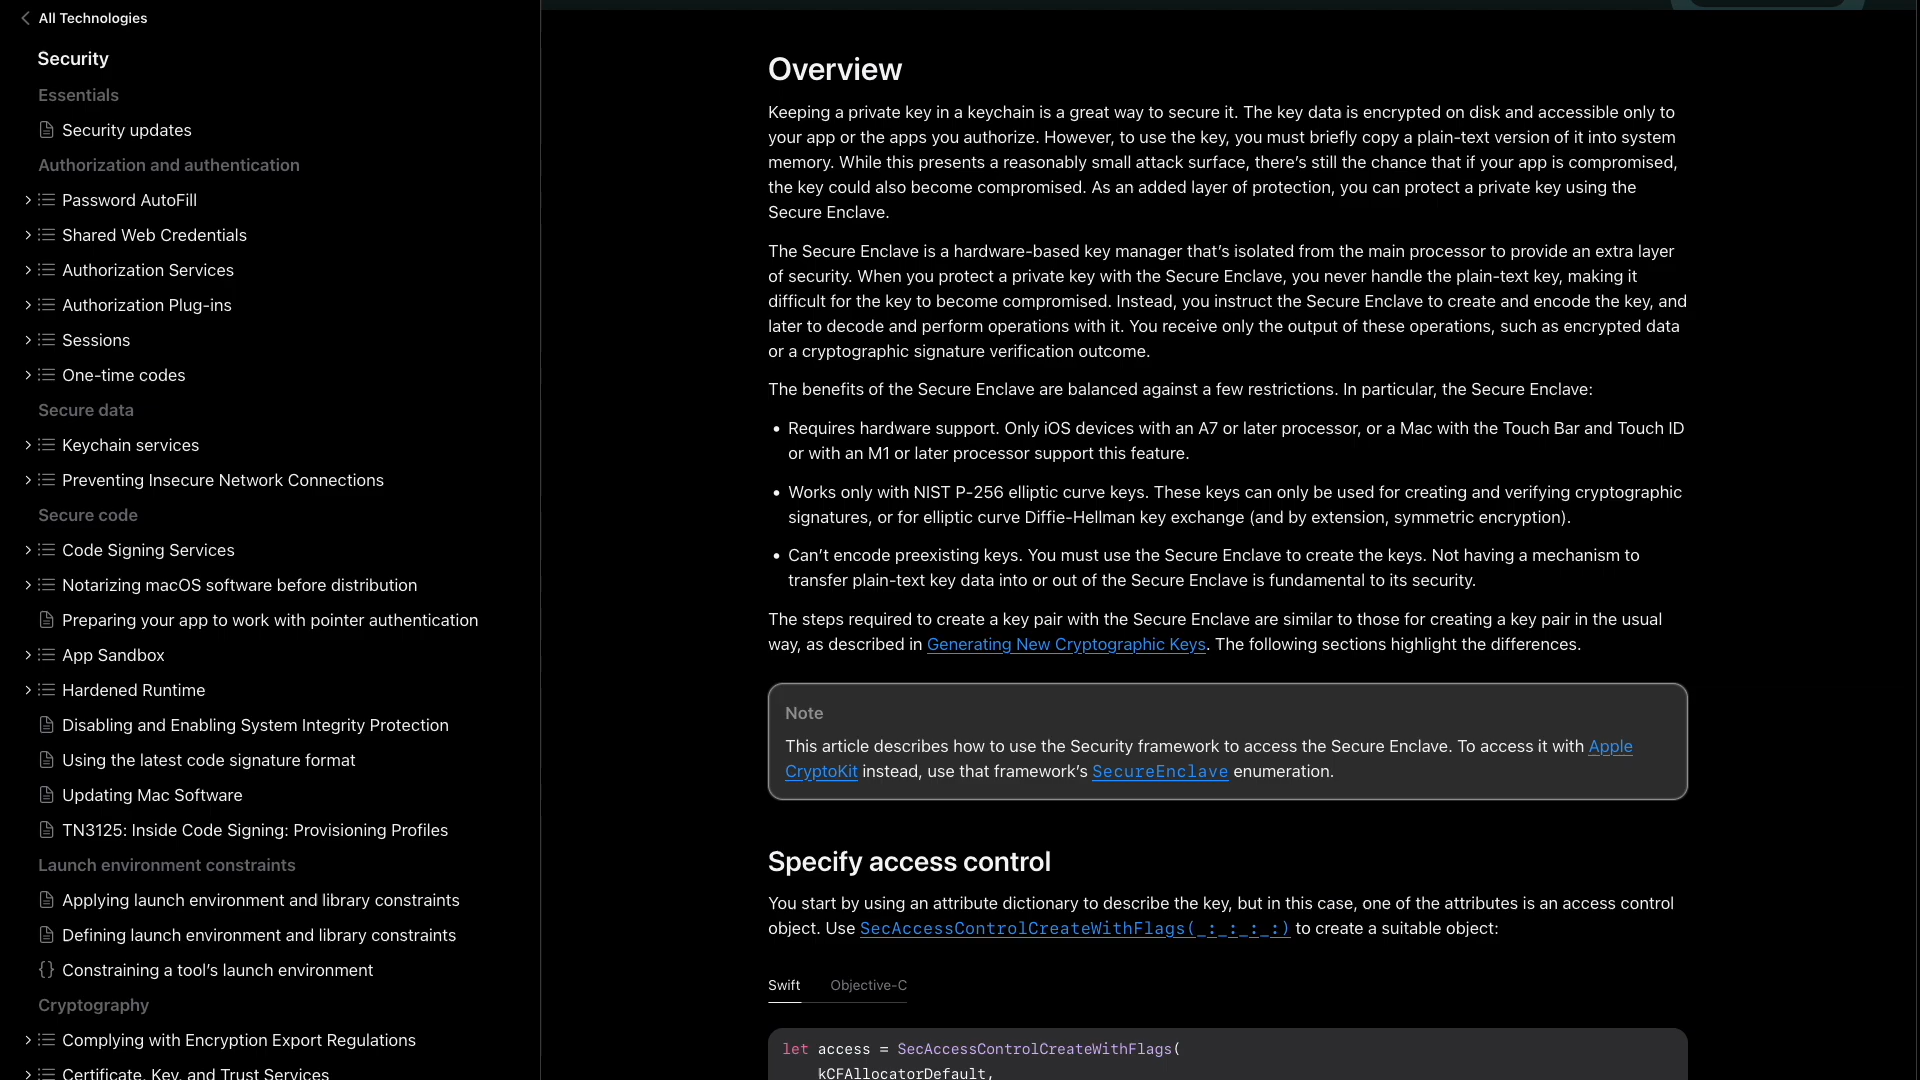 All Technologies
Security
Essentials
Security updates
Authorization and authentication
Password AutoFill
Shared Web Credentials
Authorization Services
Authorization Plug-ins
Sessions
One-time codes
Secure data
Keychain services
Preventing Insecure Network Connections
Secure code
Code Signing Services
Notarizing macOS software before distribution
Preparing your app to work with pointer authentication
App Sandbox
Hardened Runtime
Disabling and Enabling System Integrity Protection
Using the latest code signature format
Updating Mac Software
TN3125: Inside Code Signing: Provisioning Profiles
Launch environment constraints
Applying launch environment and library constraints
Defining launch environment and library constraints
Constraining a tool’s launch environment
Cryptography
Complying with Encryption Export Regulations
Certificate, Key, and Trust Services
Overview
Keeping a private key in a keychain is a great way to secure it. The key data is encrypted on disk and accessible only to
your app or the apps you authorize. However, to use the key, you must briefly copy a plain-text version of it into system
memory. While this presents a reasonably small attack surface, there’s still the chance that if your app is compromised,
the key could also become compromised. As an added layer of protection, you can protect a private key using the
Secure Enclave.
The Secure Enclave is a hardware-based key manager that’s isolated from the main processor to provide an extra layer
of security. When you protect a private key with the Secure Enclave, you never handle the plain-text key, making it
difficult for the key to become compromised. Instead, you instruct the Secure Enclave to create and encode the key, and
later to decode and perform operations with it. You receive only the output of these operations, such as encrypted data
or a cryptographic signature verification outcome.
The benefits of the Secure Enclave are balanced against a few restrictions. In particular, the Secure Enclave:
• Requires hardware support. Only iOS devices with an A7 or later processor, or a Mac with the Touch Bar and Touch ID
or with an M1 or later processor support this feature.
• Works only with NIST P-256 elliptic curve keys. These keys can only be used for creating and verifying cryptographic
signatures, or for elliptic curve Diffie-Hellman key exchange (and by extension, symmetric encryption).
• Can’t encode preexisting keys. You must use the Secure Enclave to create the keys. Not having a mechanism to
transfer plain-text key data into or out of the Secure Enclave is fundamental to its security.
The steps required to create a key pair with the Secure Enclave are similar to those for creating a key pair in the usual
way, as described in Generating New Cryptographic Keys. The following sections highlight the differences.
Note
This article describes how to use the Security framework to access the Secure Enclave. To access it with Apple
CryptoKit instead, use that framework’s SecureEnclave enumeration.
Specify access control
You start by using an attribute dictionary to describe the key, but in this case, one of the attributes is an access control
object. Use SecAccessControlCreateWithFlags(_:_:_:_:) to create a suitable object:
Swift Objective-C
let access = SecAccessControlCreateWithFlags(
kCFAllocatorDefault,